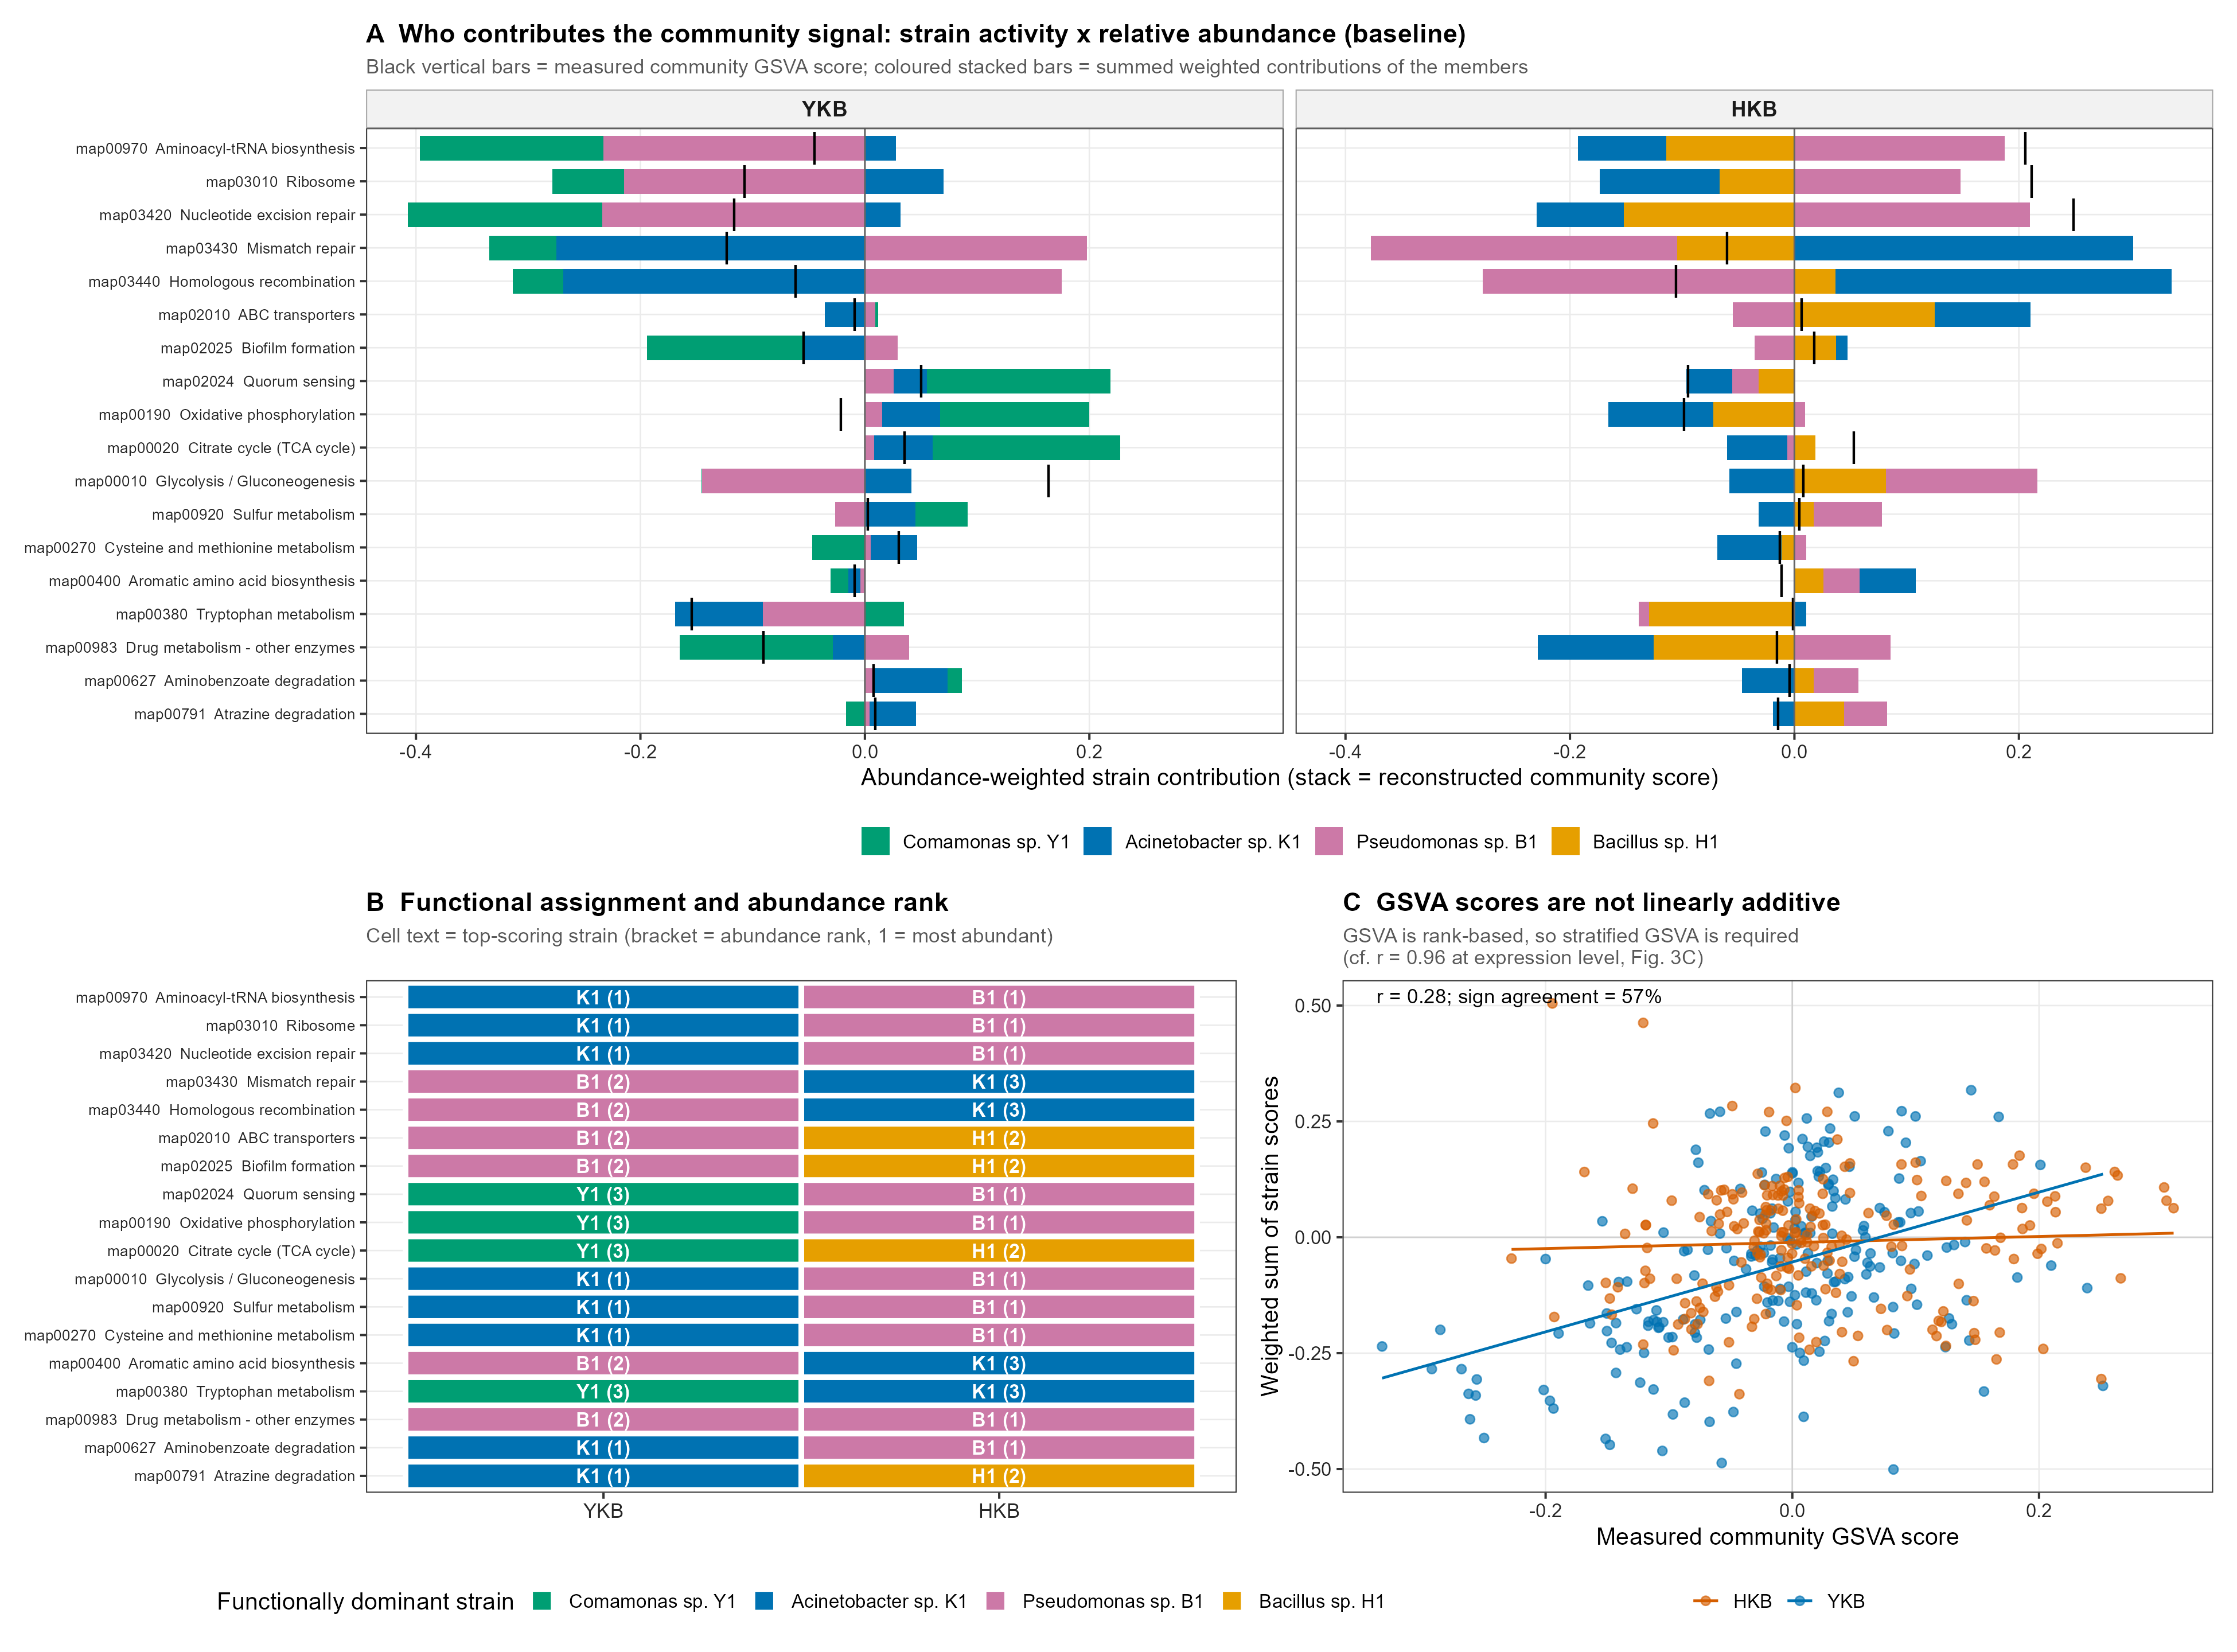 A  Who contributes the community signal: strain activity x relative abundance (baseline)
Black vertical bars = measured community GSVA score; coloured stacked bars = summed weighted contributions of the members
YKB
HKB
map00970  Aminoacyl-tRNA biosynthesis
map03010  Ribosome
map03420  Nucleotide excision repair
map03430  Mismatch repair
map03440  Homologous recombination
map02010  ABC transporters
map02025  Biofilm formation
map02024  Quorum sensing
map00190  Oxidative phosphorylation
map00020  Citrate cycle (TCA cycle)
map00010  Glycolysis / Gluconeogenesis
map00920  Sulfur metabolism
map00270  Cysteine and methionine metabolism
map00400  Aromatic amino acid biosynthesis
map00380  Tryptophan metabolism
map00983  Drug metabolism - other enzymes
map00627  Aminobenzoate degradation
map00791  Atrazine degradation
-0.4 -0.2 0.0 0.2
-0.4 -0.2 0.0 0.2
Abundance-weighted strain contribution (stack = reconstructed community score)
Comamonas sp. Y1 Acinetobacter sp. K1 Pseudomonas sp. B1 Bacillus sp. H1
B  Functional assignment and abundance rank
Cell text = top-scoring strain (bracket = abundance rank, 1 = most abundant)
map00970  Aminoacyl-tRNA biosynthesis K1 (1) B1 (1)
map03010  Ribosome K1 (1) B1 (1)
map03420  Nucleotide excision repair K1 (1) B1 (1)
map03430  Mismatch repair B1 (2) K1 (3)
map03440  Homologous recombination B1 (2) K1 (3)
map02010  ABC transporters B1 (2) H1 (2)
map02025  Biofilm formation B1 (2) H1 (2)
map02024  Quorum sensing Y1 (3) B1 (1)
map00190  Oxidative phosphorylation Y1 (3) B1 (1)
map00020  Citrate cycle (TCA cycle) Y1 (3) H1 (2)
map00010  Glycolysis / Gluconeogenesis K1 (1) B1 (1)
map00920  Sulfur metabolism K1 (1) B1 (1)
map00270  Cysteine and methionine metabolism K1 (1) B1 (1)
map00400  Aromatic amino acid biosynthesis B1 (2) K1 (3)
map00380  Tryptophan metabolism Y1 (3) K1 (3)
map00983  Drug metabolism - other enzymes B1 (2) B1 (1)
map00627  Aminobenzoate degradation K1 (1) B1 (1)
map00791  Atrazine degradation K1 (1) H1 (2)
YKB HKB
Functionally dominant strain Comamonas sp. Y1 Acinetobacter sp. K1 Pseudomonas sp. B1 Bacillus sp. H1
C  GSVA scores are not linearly additive
GSVA is rank-based, so stratified GSVA is required
(cf. r = 0.96 at expression level, Fig. 3C)
r = 0.28; sign agreement = 57%
Weighted sum of strain scores
0.50
0.25
0.00
-0.25
-0.50
-0.2 0.0 0.2
Measured community GSVA score
HKB YKB